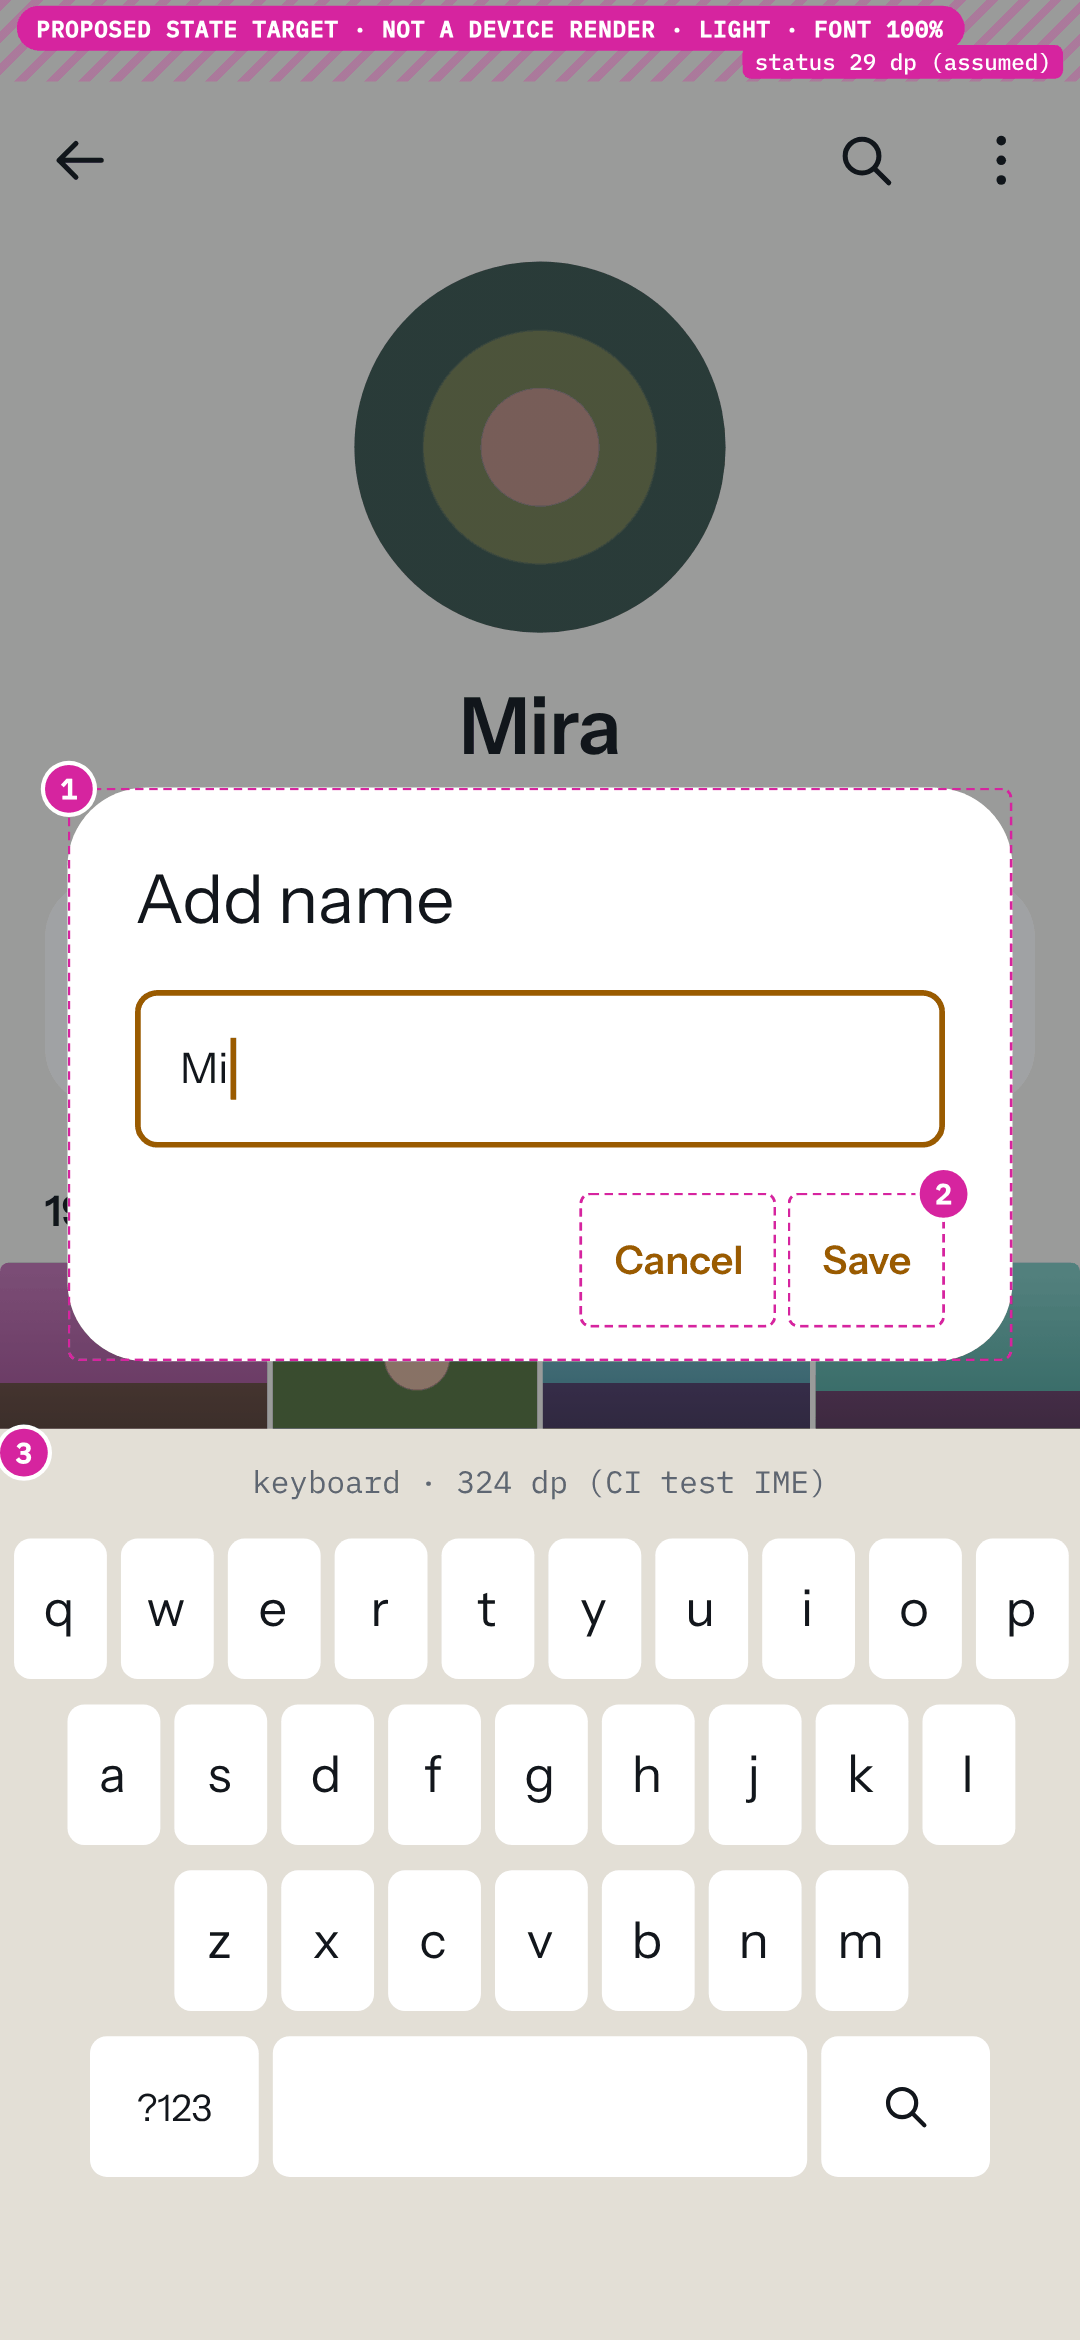 PROPOSED STATE TARGET · NOT A DEVICE RENDER · LIGHT · FONT 100%
status 29 dp (assumed)
Mira
1
Add name
Mi
19
2
Cancel
Save
3
keyboard · 324 dp (CI test IME)
q w e r t y u i o p
a s d f g h j k l
z x c v b n m
?123